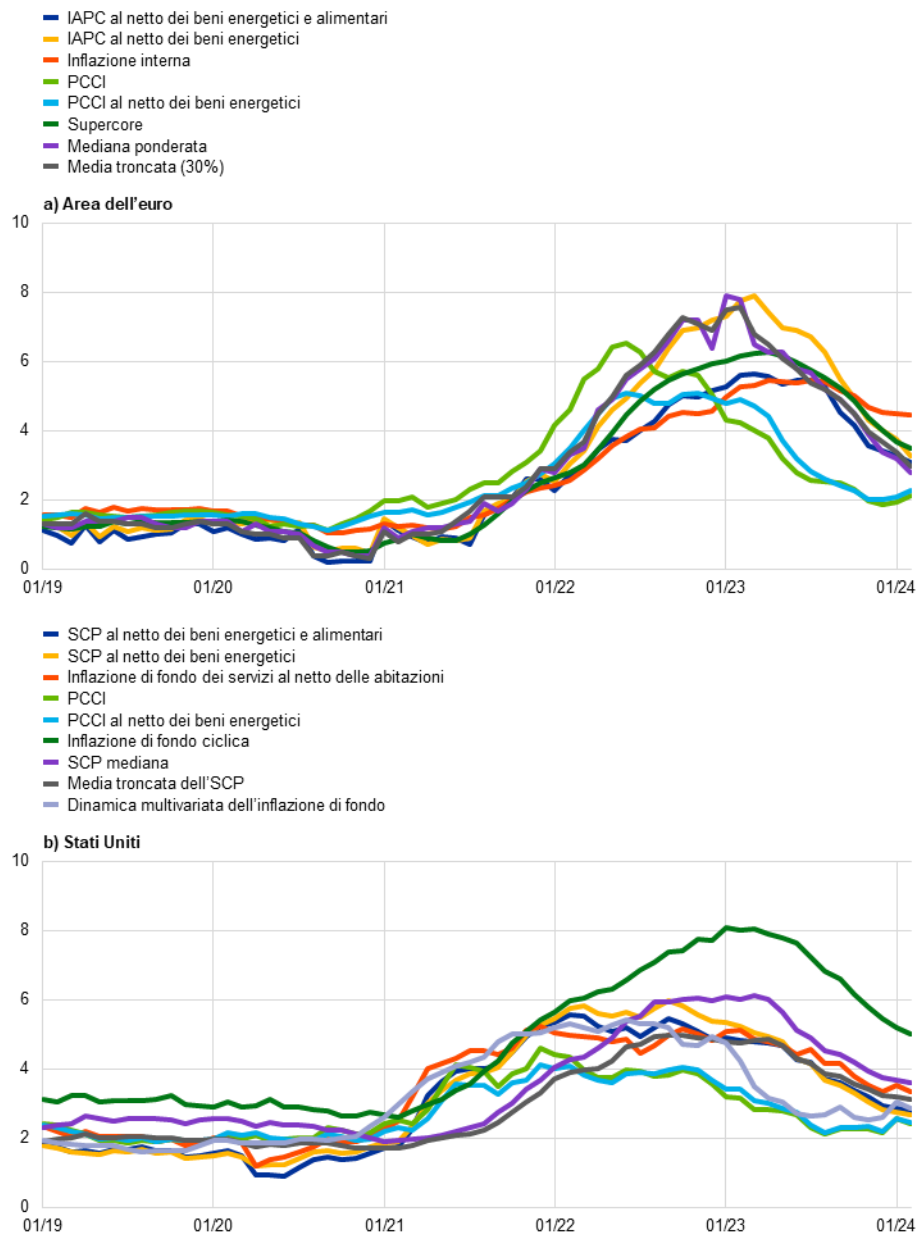 IAPC al netto dei beni energetici e alimentari
IAPC al netto dei beni energetici
Inflazione interna
PCCI
PCCI al netto dei beni energetici
Supercore
Mediana ponderata
Media troncata (30%)
a) Area dell'euro
10
8
6
4
2
0
01/19 01/20 01/21 01/22 01/23 01/24
SCP al netto dei beni energetici e alimentari
SCP al netto dei beni energetici
Inflazione di fondo dei servizi al netto delle abitazioni
PCCI
PCCI al netto dei beni energetici
Inflazione di fondo ciclica
SCP mediana
Media troncata dell'SCP
Dinamica multivariata dell'inflazione di fondo
b) Stati Uniti
10
8
6
4
2
0
01/19 01/20 01/21 01/22 01/23 01/24